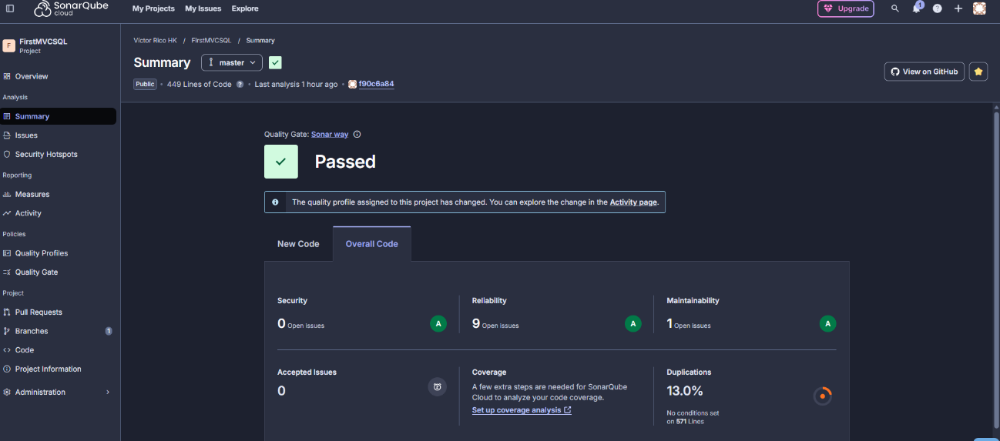 SonarQube
cloud
My Projects
My Issues
Explore
Upgrade
1
F
FirstMVCSQL
Project
Overview
Analysis
Summary
Issues
Security Hotspots
Reporting
Measures
Activity
Policies
Quality Profiles
Quality Gate
Project
Pull Requests
Branches
1
Code
Project Information
Administration
Víctor Rico HK / FirstMVCSQL / Summary
Summary
master
Public • 449 Lines of Code ? • Last analysis 1 hour ago • f90c6a84
View on GitHub
Quality Gate: Sonar way
Passed
The quality profile assigned to this project has changed. You can explore the change in the Activity page.
New Code
Overall Code
Security
0 Open issues
A
Reliability
9 Open issues
A
Maintainability
1 Open issues
A
Accepted Issues
0
Coverage
A few extra steps are needed for SonarQube
Cloud to analyze your code coverage.
Set up coverage analysis
Duplications
13.0%
No conditions set
on 571 Lines